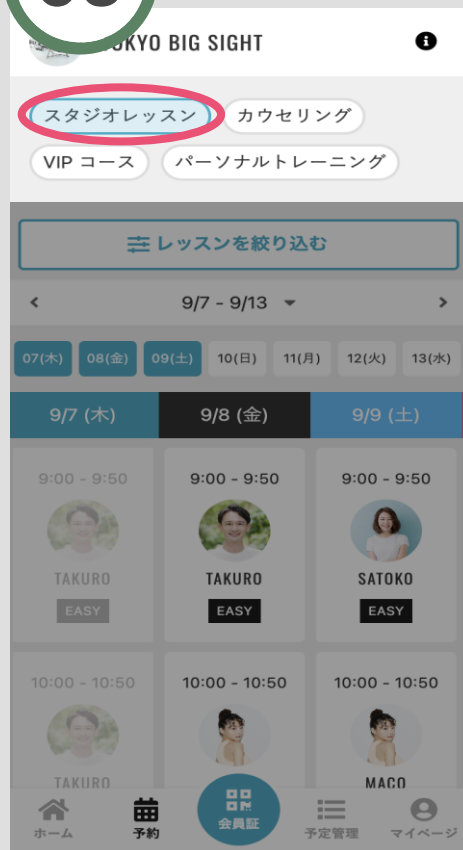 KYO BIG SIGHT
スタジオレッスン
カウセリング
VIP コース
パーソナルトレーニング
レッスンを絞り込む
9/7 - 9/13
07(木)
08(金)
09(土)
10(日)
11(月)
12(火)
13(水)
9/7 (木)
9/8 (金)
9/9 (土)
9:00 - 9:50
9:00 - 9:50
9:00 - 9:50
TAKURO
TAKURO
SATOKO
EASY
EASY
EASY
10:00 - 10:50
10:00 - 10:50
10:00 - 10:50
TAKURO
MACO
ホーム
予約
会員証
予定管理
マイページ